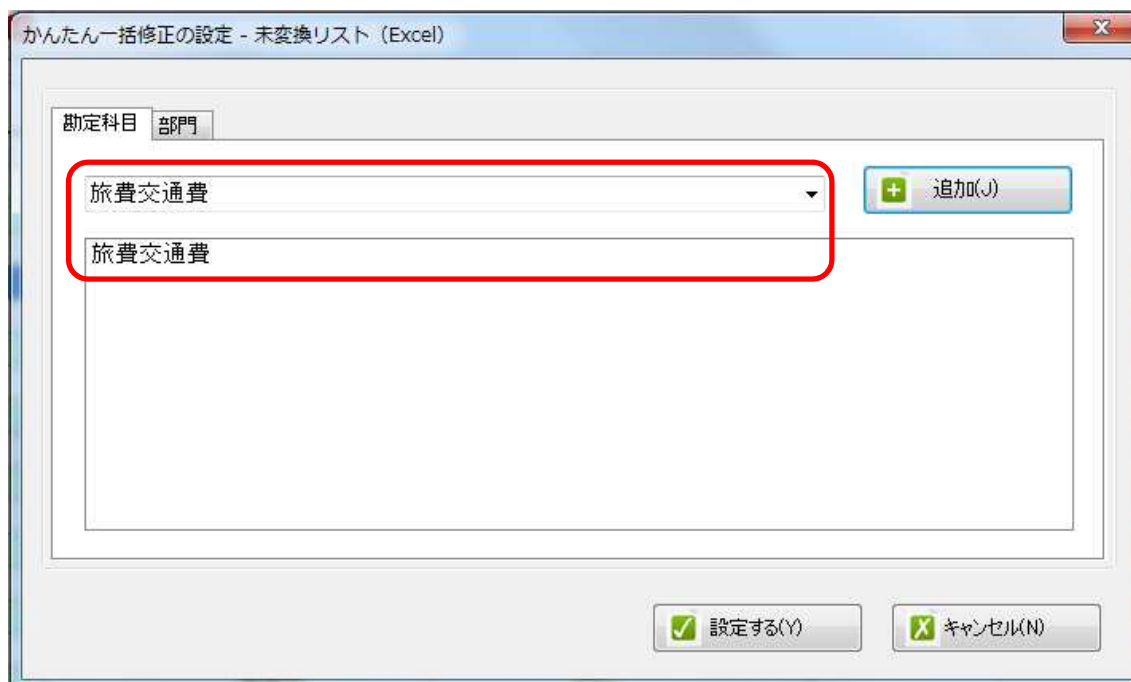 かんたん一括修正の設定 - 未変換リスト（Excel）
勘定科目 部門
旅費交通費 追加(J)
旅費交通費
設定する(Y) キャンセル(N)